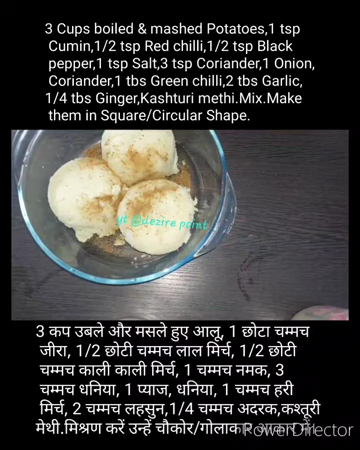 3 Cups boiled & mashed Potatoes,1 tsp
Cumin,1/2 tsp Red chilli,1/2 tsp Black
pepper,1 tsp Salt,3 tsp Coriander,1 Onion,
Coriander,1 tbs Green chilli,2 tbs Garlic,
1/4 tbs Ginger,Kashturi methi.Mix.Make
them in Square/Circular Shape.
yt @dezire point
3 कप उबले और मसले हुए आलू, 1 छोटा चम्मच
जीरा, 1/2 छोटी चम्मच लाल मिर्च, 1/2 छोटी
चम्मच काली काली मिर्च, 1 चम्मच नमक, 3
चम्मच धनिया, 1 प्याज, धनिया, 1 चम्मच हरी
मिर्च, 2 चम्मच लहसुन,1/4 चम्मच अदरक,कश्तूरी
मेथी.मिश्रण करें उन्हें चौकोर/गोलाकार
PowerDirector